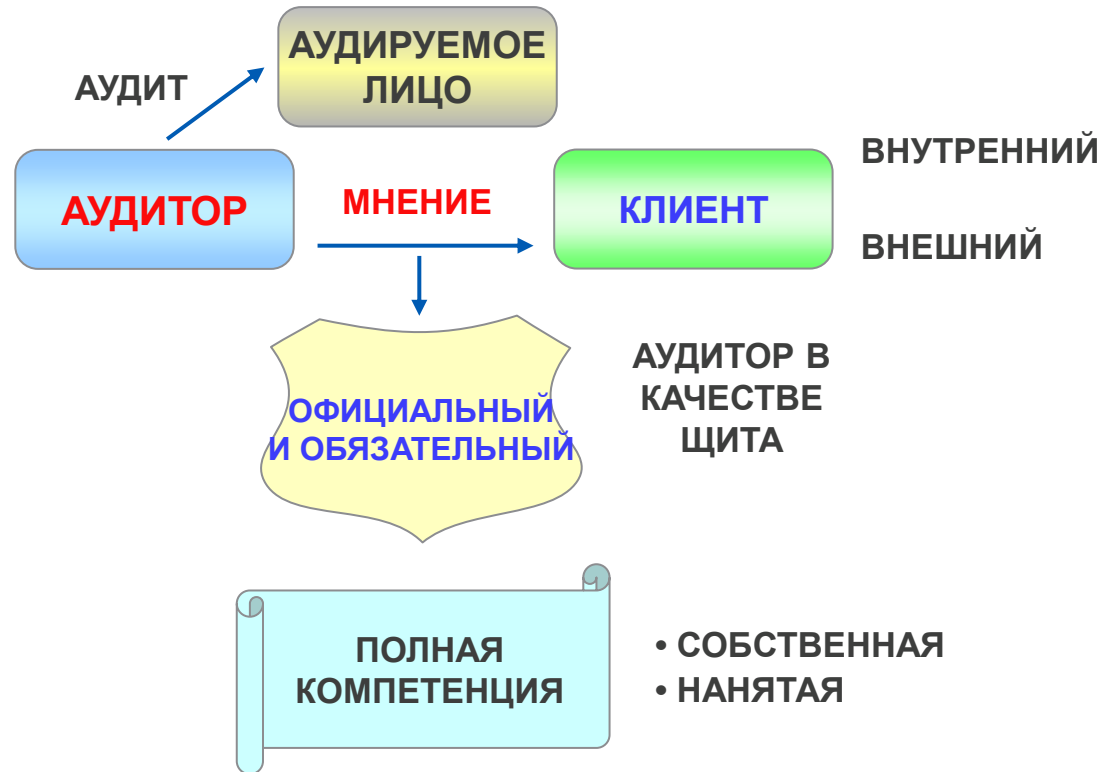 АУДИРУЕМОЕ
ЛИЦО
АУДИТ
АУДИТОР
МНЕНИЕ
КЛИЕНТ
ВНУТРЕННИЙ
ВНЕШНИЙ
ОФИЦИАЛЬНЫЙ
И ОБЯЗАТЕЛЬНЫЙ
АУДИТОР В
КАЧЕСТВЕ
ЩИТА
ПОЛНАЯ
КОМПЕТЕНЦИЯ
• СОБСТВЕННАЯ
• НАНЯТАЯ